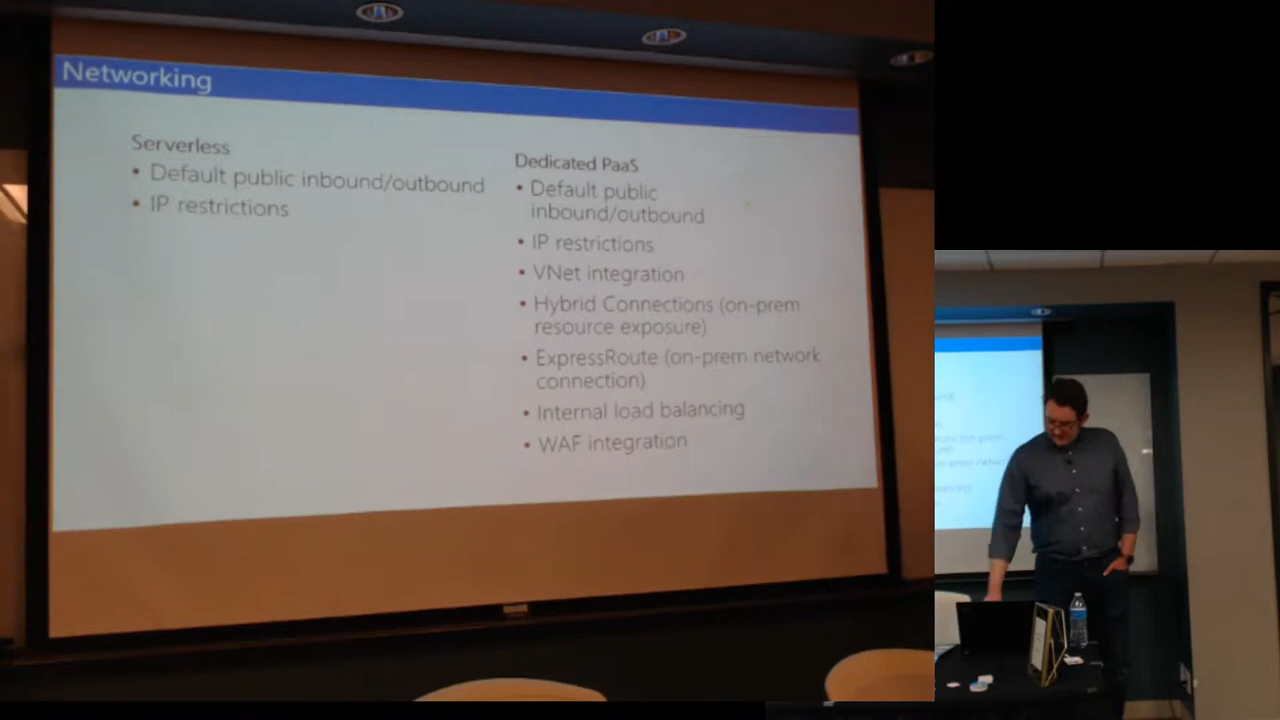 Networking
Serverless
• Default public inbound/outbound
• IP restrictions
Dedicated PaaS
• Default public
inbound/outbound
• IP restrictions
• VNet integration
• Hybrid Connections (on-prem
resource exposure)
• ExpressRoute (on-prem network
connection)
• Internal load balancing
• WAF integration